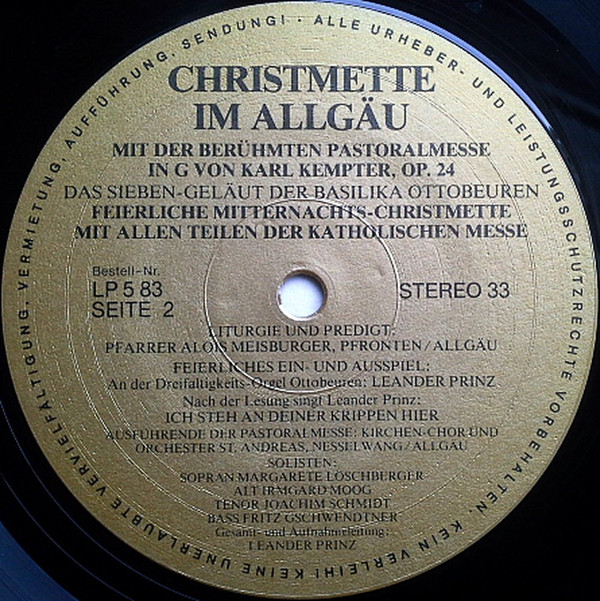 CHRISTMETTE
IM ALLGÄU
MIT DER BERÜHMTEN PASTORALMESSE
IN G VON KARL KEMPTER, OP. 24
DAS SIEBEN-GELÄUT DER BASILIKA OTTOBEUREN
FEIERLICHE MITTERNACHTS-CHRISTMETTE
MIT ALLEN TEILEN DER KATHOLISCHEN MESSE
Bestell-Nr.
LP 5 83
SEITE 2
STEREO 33
LITURGIE UND PREDIGT:
PFARRER ALOIS MEISBURGER, PFRONTEN/ALLGÄU
FEIERLICHES EIN- UND AUSSPIEL:
An der Dreifaltigkeits-Orgel Ottobeuren: LEANDER PRINZ
Nach der Lesung singt Leander Prinz:
ICH STEH AN DEINER KRIPPEN HIER
AUSFÜHRENDE DER PASTORALMESSE: KIRCHEN-CHOR UND
ORCHESTER ST. ANDREAS, NESSELWANG/ALLGÄU
SOLISTEN:
SOPRAN MARGARETE LÖSCHBERGER
ALT IRMGARD MOOG
TENOR JOACHIM SCHMIDT
BASS FRITZ GSCHWENDTNER
Gesamt- und Aufnahmeleitung:
LEANDER PRINZ
ALLE URHEBER- UND LEISTUNGSSCHUTZRECHTE VORBEHALTEN. KEIN VERLEIH! KEINE UNERLAUBTE VERVIELFÄLTIGUNG, VERMIETUNG, AUFFÜHRUNG, SENDUNG! ·